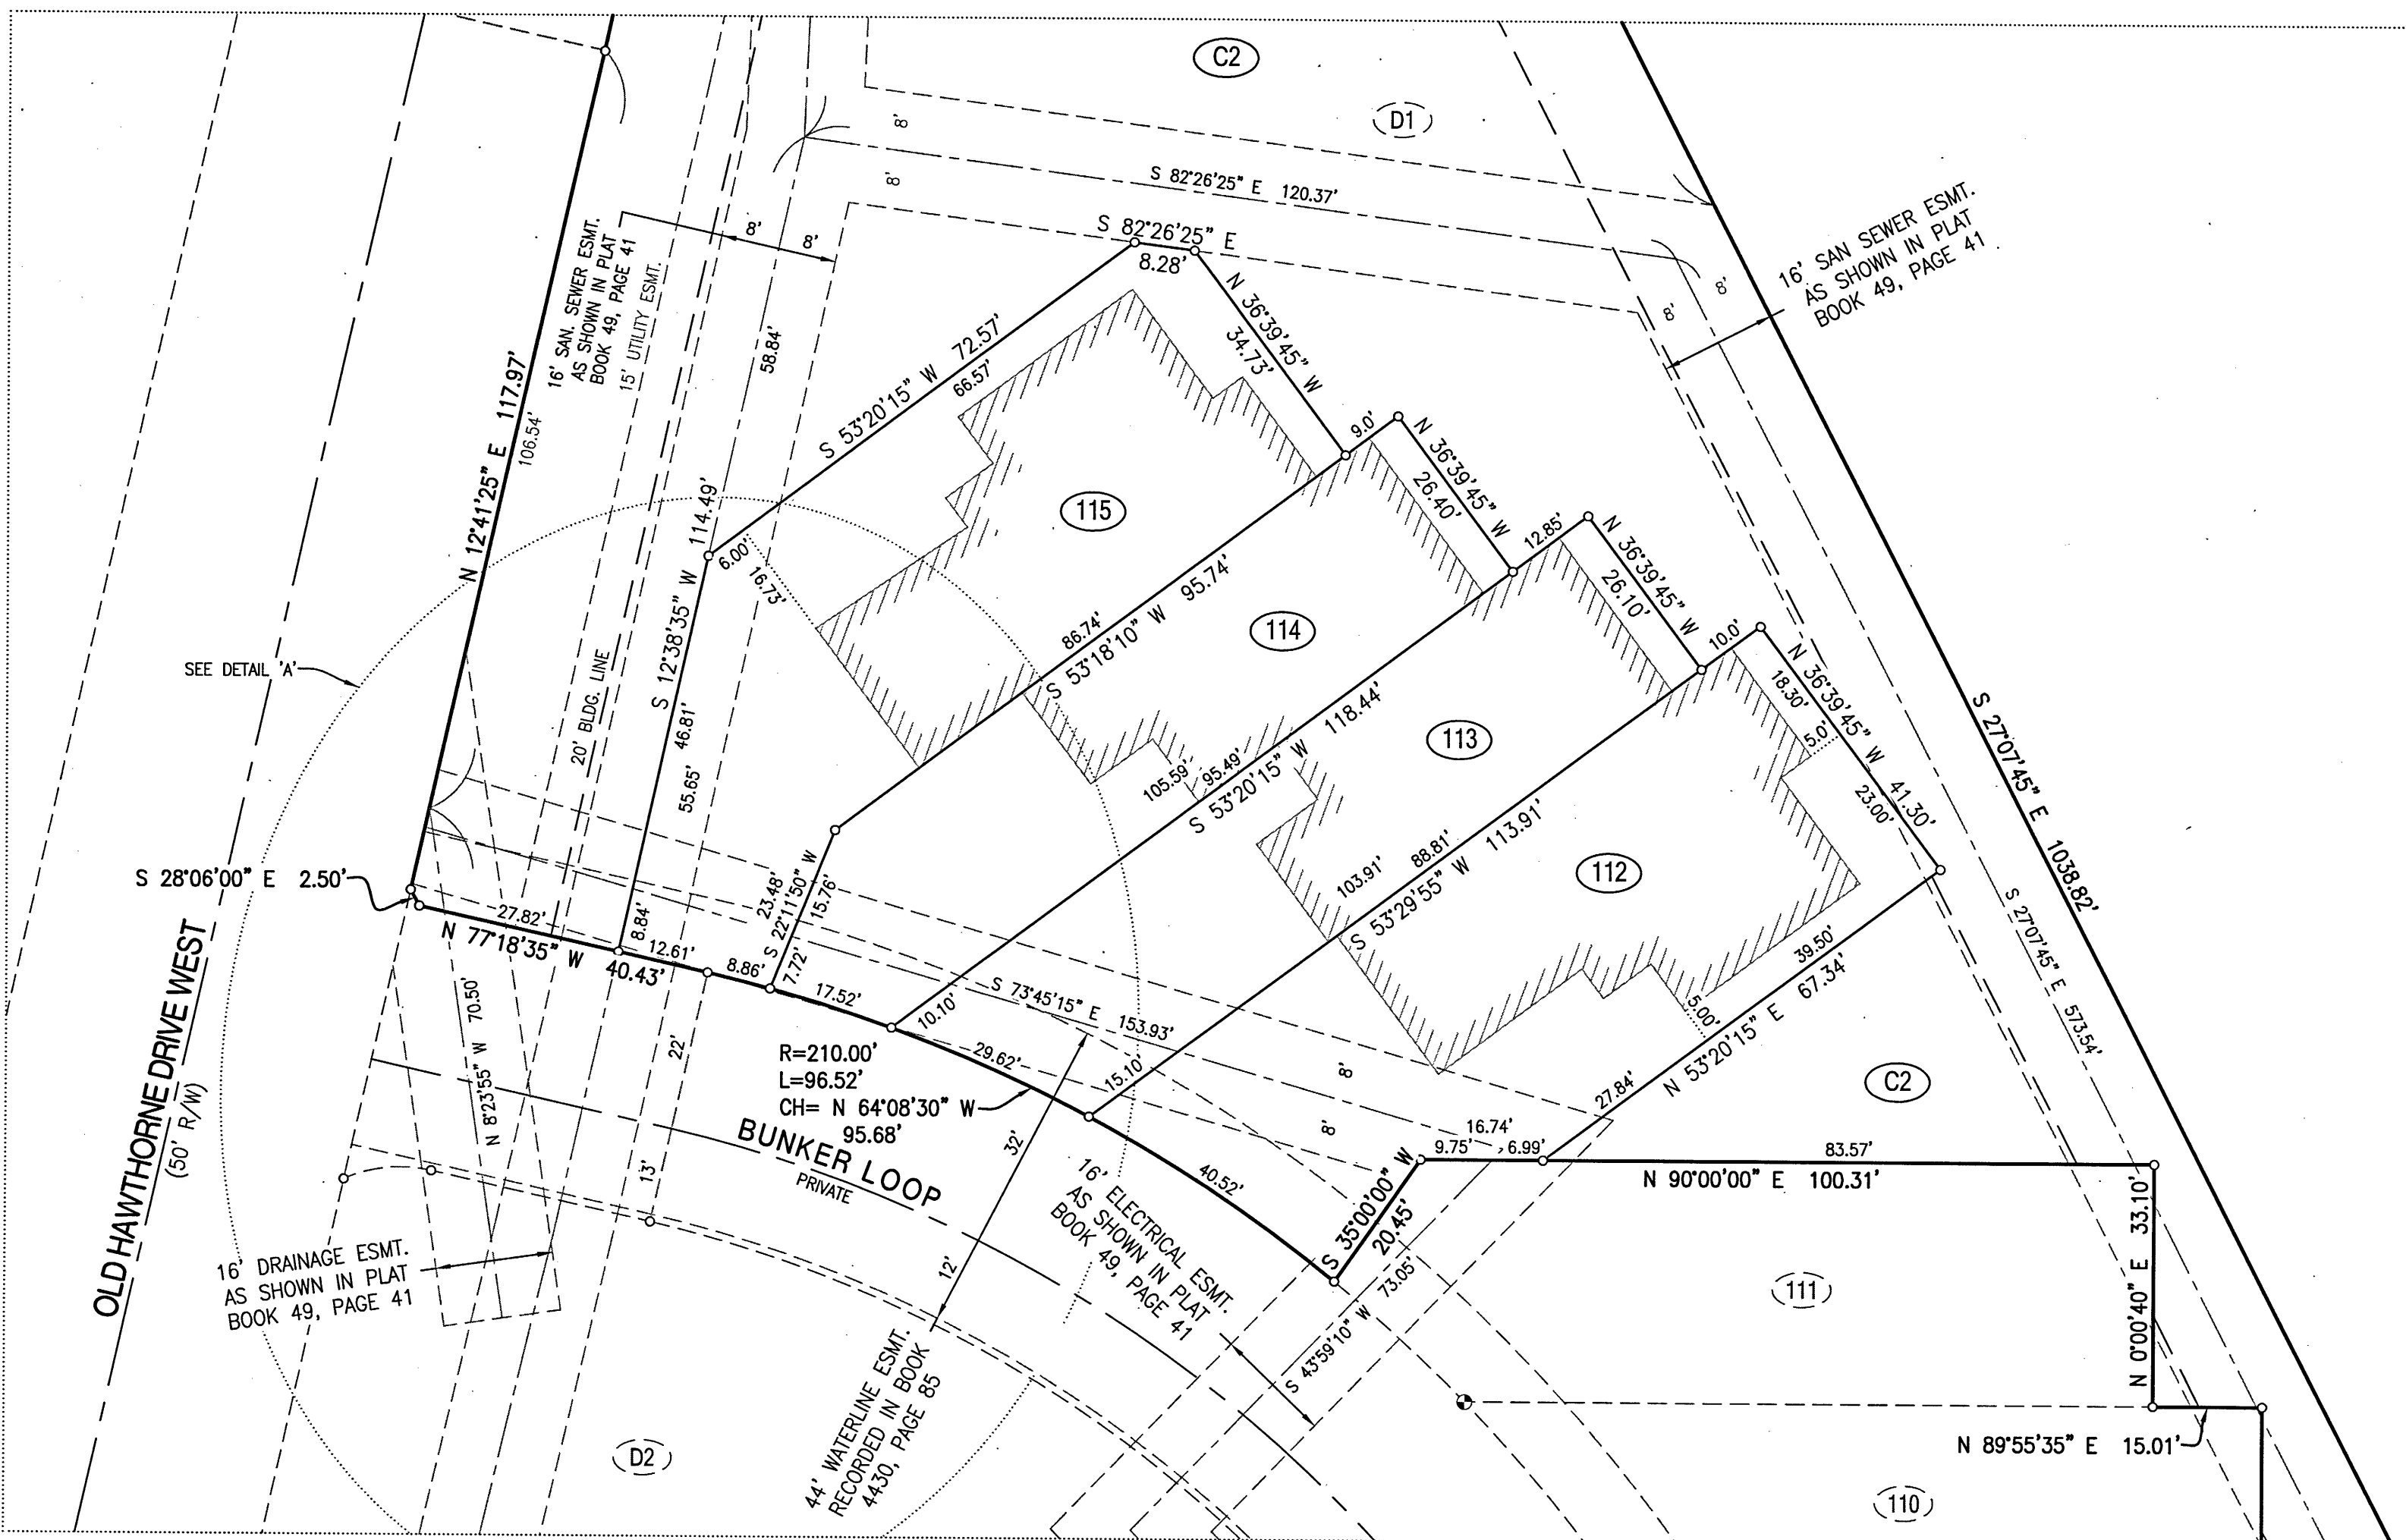 C2
D1
8'
8'
S 82°26'25" E 120.37'
S 82°26'25" E
8.28'
16' SAN. SEWER ESMT.
AS SHOWN IN PLAT
BOOK 49, PAGE 41
15' UTILITY ESMT.
8'
8'
16' SAN SEWER ESMT.
AS SHOWN IN PLAT
BOOK 49, PAGE 41
8'
8'
N 12°41'25" E 117.97'
106.54'
58.84'
S 53°20'15" W 72.57'
66.57'
N 36°39'45" W
34.73'
9.0'
N 36°39'45" W
26.40'
12.85'
N 36°39'45" W
26.10'
10.0'
N 36°39'45" W 41.30'
18.30'
5.0'
23.00'
115
114
113
112
S 12°38'35" W 114.49'
6.00'
16.73'
46.81'
55.65'
20' BLDG. LINE
SEE DETAIL 'A'
86.74'
S 53°18'10" W 95.74'
105.59'
95.49'
S 53°20'15" W 118.44'
103.91'
88.81'
S 53°29'55" W 113.91'
S 27°07'45" E 1038.82'
S 27°07'45" E 573.54'
S 28°06'00" E 2.50'
27.82'
N 77°18'35" W 40.43'
8.84'
12.61'
8.86'
23.48'
S 22°11'50" W
15.76'
7.72'
17.52'
10.10'
S 73°45'15" E 153.93'
29.62'
15.10'
R=210.00'
L=96.52'
CH= N 64°08'30" W
95.68'
BUNKER LOOP
PRIVATE
OLD HAWTHORNE DRIVE WEST
(50' R/W)
N 8°23'55" W 70.50'
22'
13'
32'
12'
8'
8'
39.50'
5.00'
N 53°20'15" E 67.34'
27.84'
C2
16.74'
9.75'
6.99'
83.57'
N 90°00'00" E 100.31'
40.52'
S 35°00'00" W
20.45'
16' ELECTRICAL ESMT.
AS SHOWN IN PLAT
BOOK 49, PAGE 41
S 43°59'10" W 73.05'
16' DRAINAGE ESMT.
AS SHOWN IN PLAT
BOOK 49, PAGE 41
44' WATERLINE ESMT.
RECORDED IN BOOK
4430, PAGE 85
111
N 0°00'40" E 33.10'
N 89°55'35" E 15.01'
D2
110